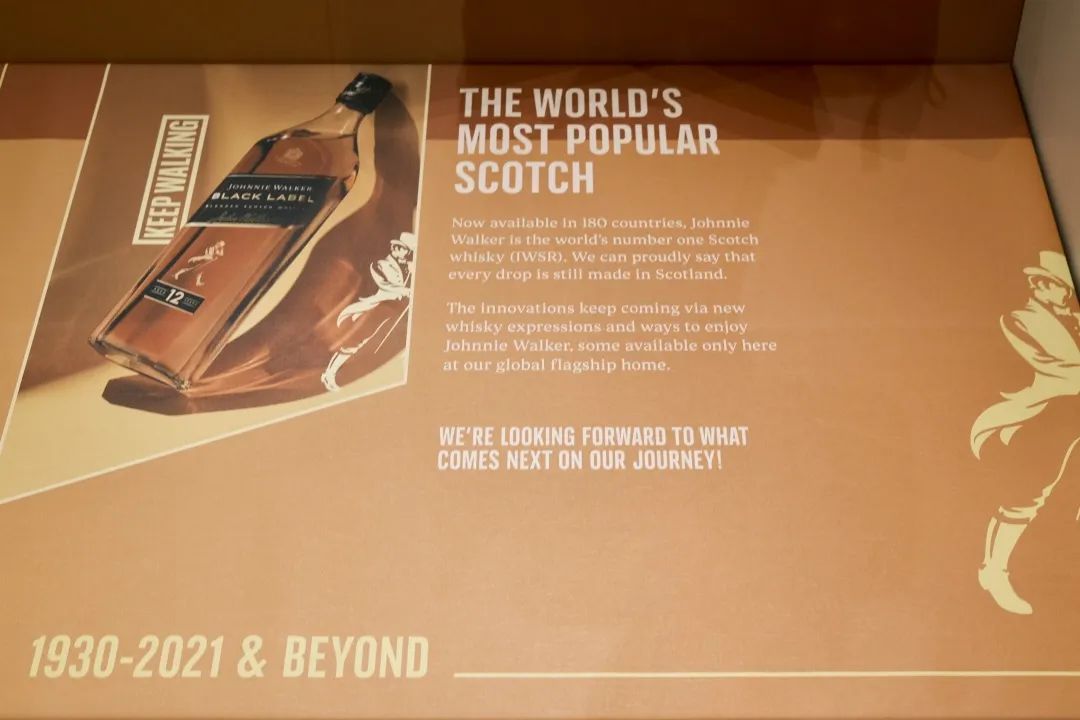 KEEP WALKING
JOHNNIE WALKER
BLACK LABEL
12
THE WORLD'S
MOST POPULAR
SCOTCH
Now available in 180 countries, Johnnie
Walker is the world's number one Scotch
whisky (IWSR). We can proudly say that
every drop is still made in Scotland.
The innovations keep coming via new
whisky expressions and ways to enjoy
Johnnie Walker, some available only here
at our global flagship home.
WE'RE LOOKING FORWARD TO WHAT
COMES NEXT ON OUR JOURNEY!
1930-2021 & BEYOND